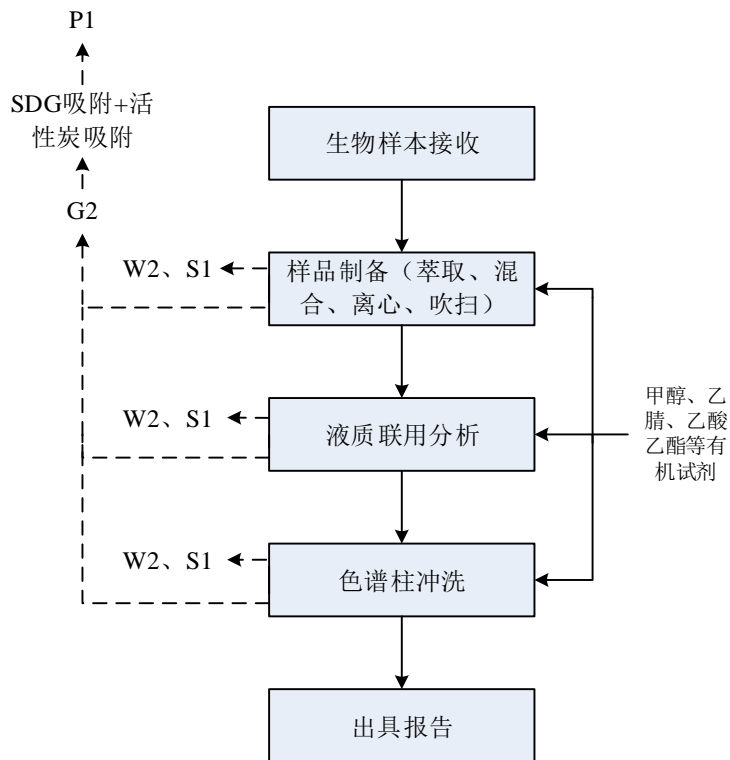 P1
SDG吸附+活
性炭吸附
G2
生物样本接收
W2、S1
样品制备（萃取、混
合、离心、吹扫）
W2、S1
液质联用分析
甲醇、乙
腈、乙酸
乙酯等有
机试剂
W2、S1
色谱柱冲洗
出具报告